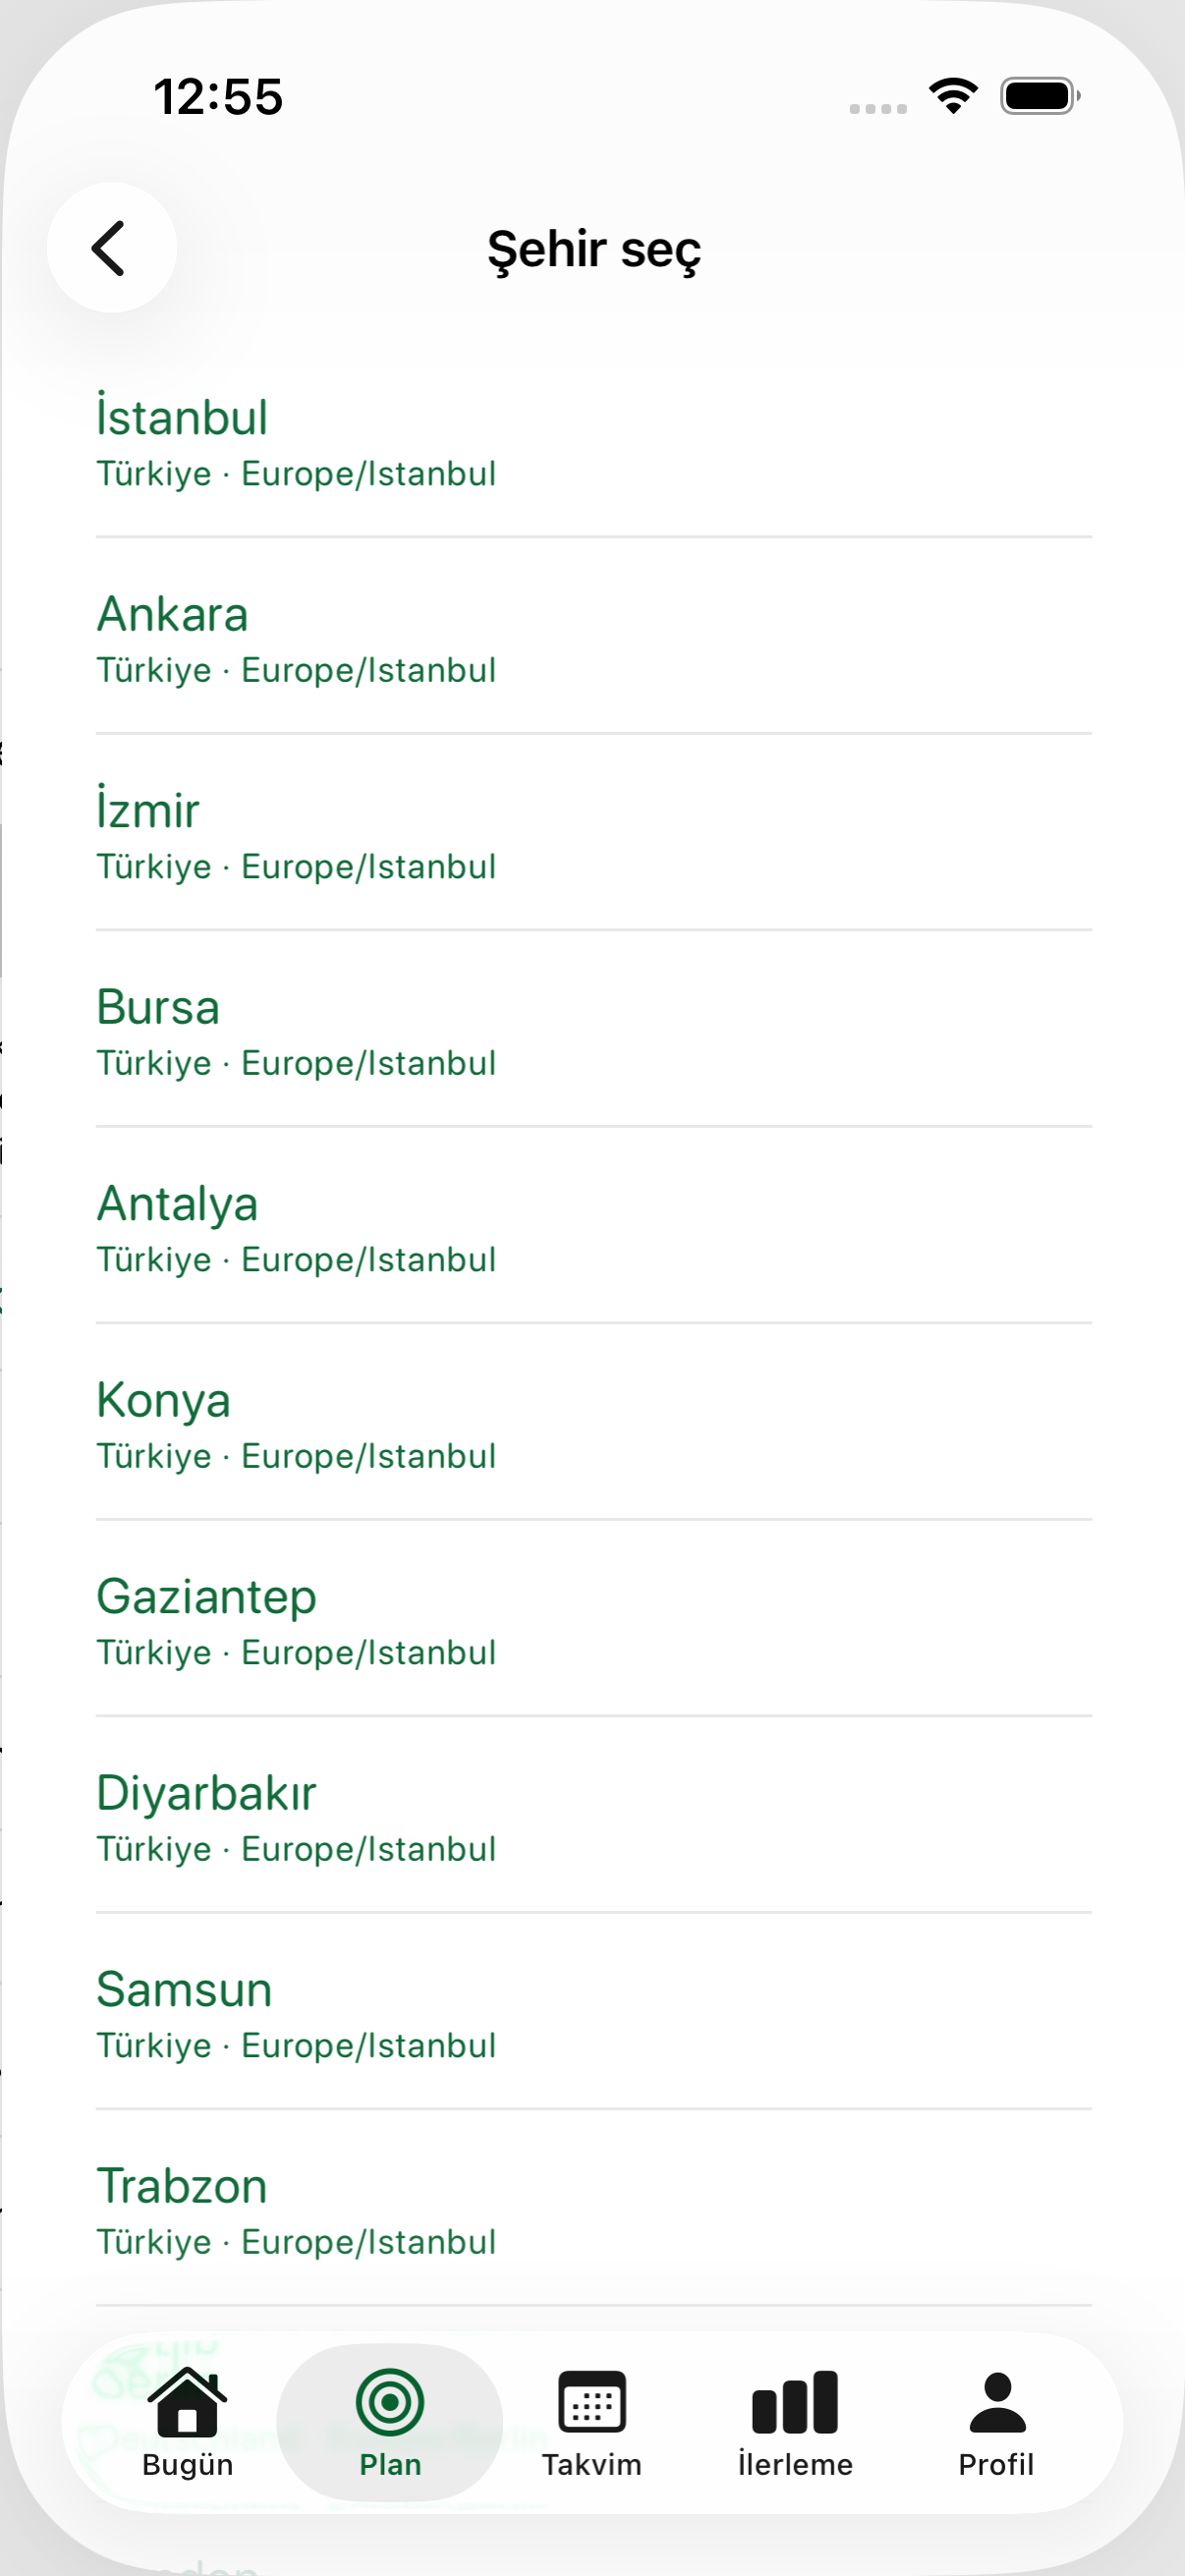 12:55
Şehir seç
İstanbul
Türkiye · Europe/Istanbul
Ankara
Türkiye · Europe/Istanbul
İzmir
Türkiye · Europe/Istanbul
Bursa
Türkiye · Europe/Istanbul
Antalya
Türkiye · Europe/Istanbul
Konya
Türkiye · Europe/Istanbul
Gaziantep
Türkiye · Europe/Istanbul
Diyarbakır
Türkiye · Europe/Istanbul
Samsun
Türkiye · Europe/Istanbul
Trabzon
Türkiye · Europe/Istanbul
Bugün
Plan
Takvim
İlerleme
Profil